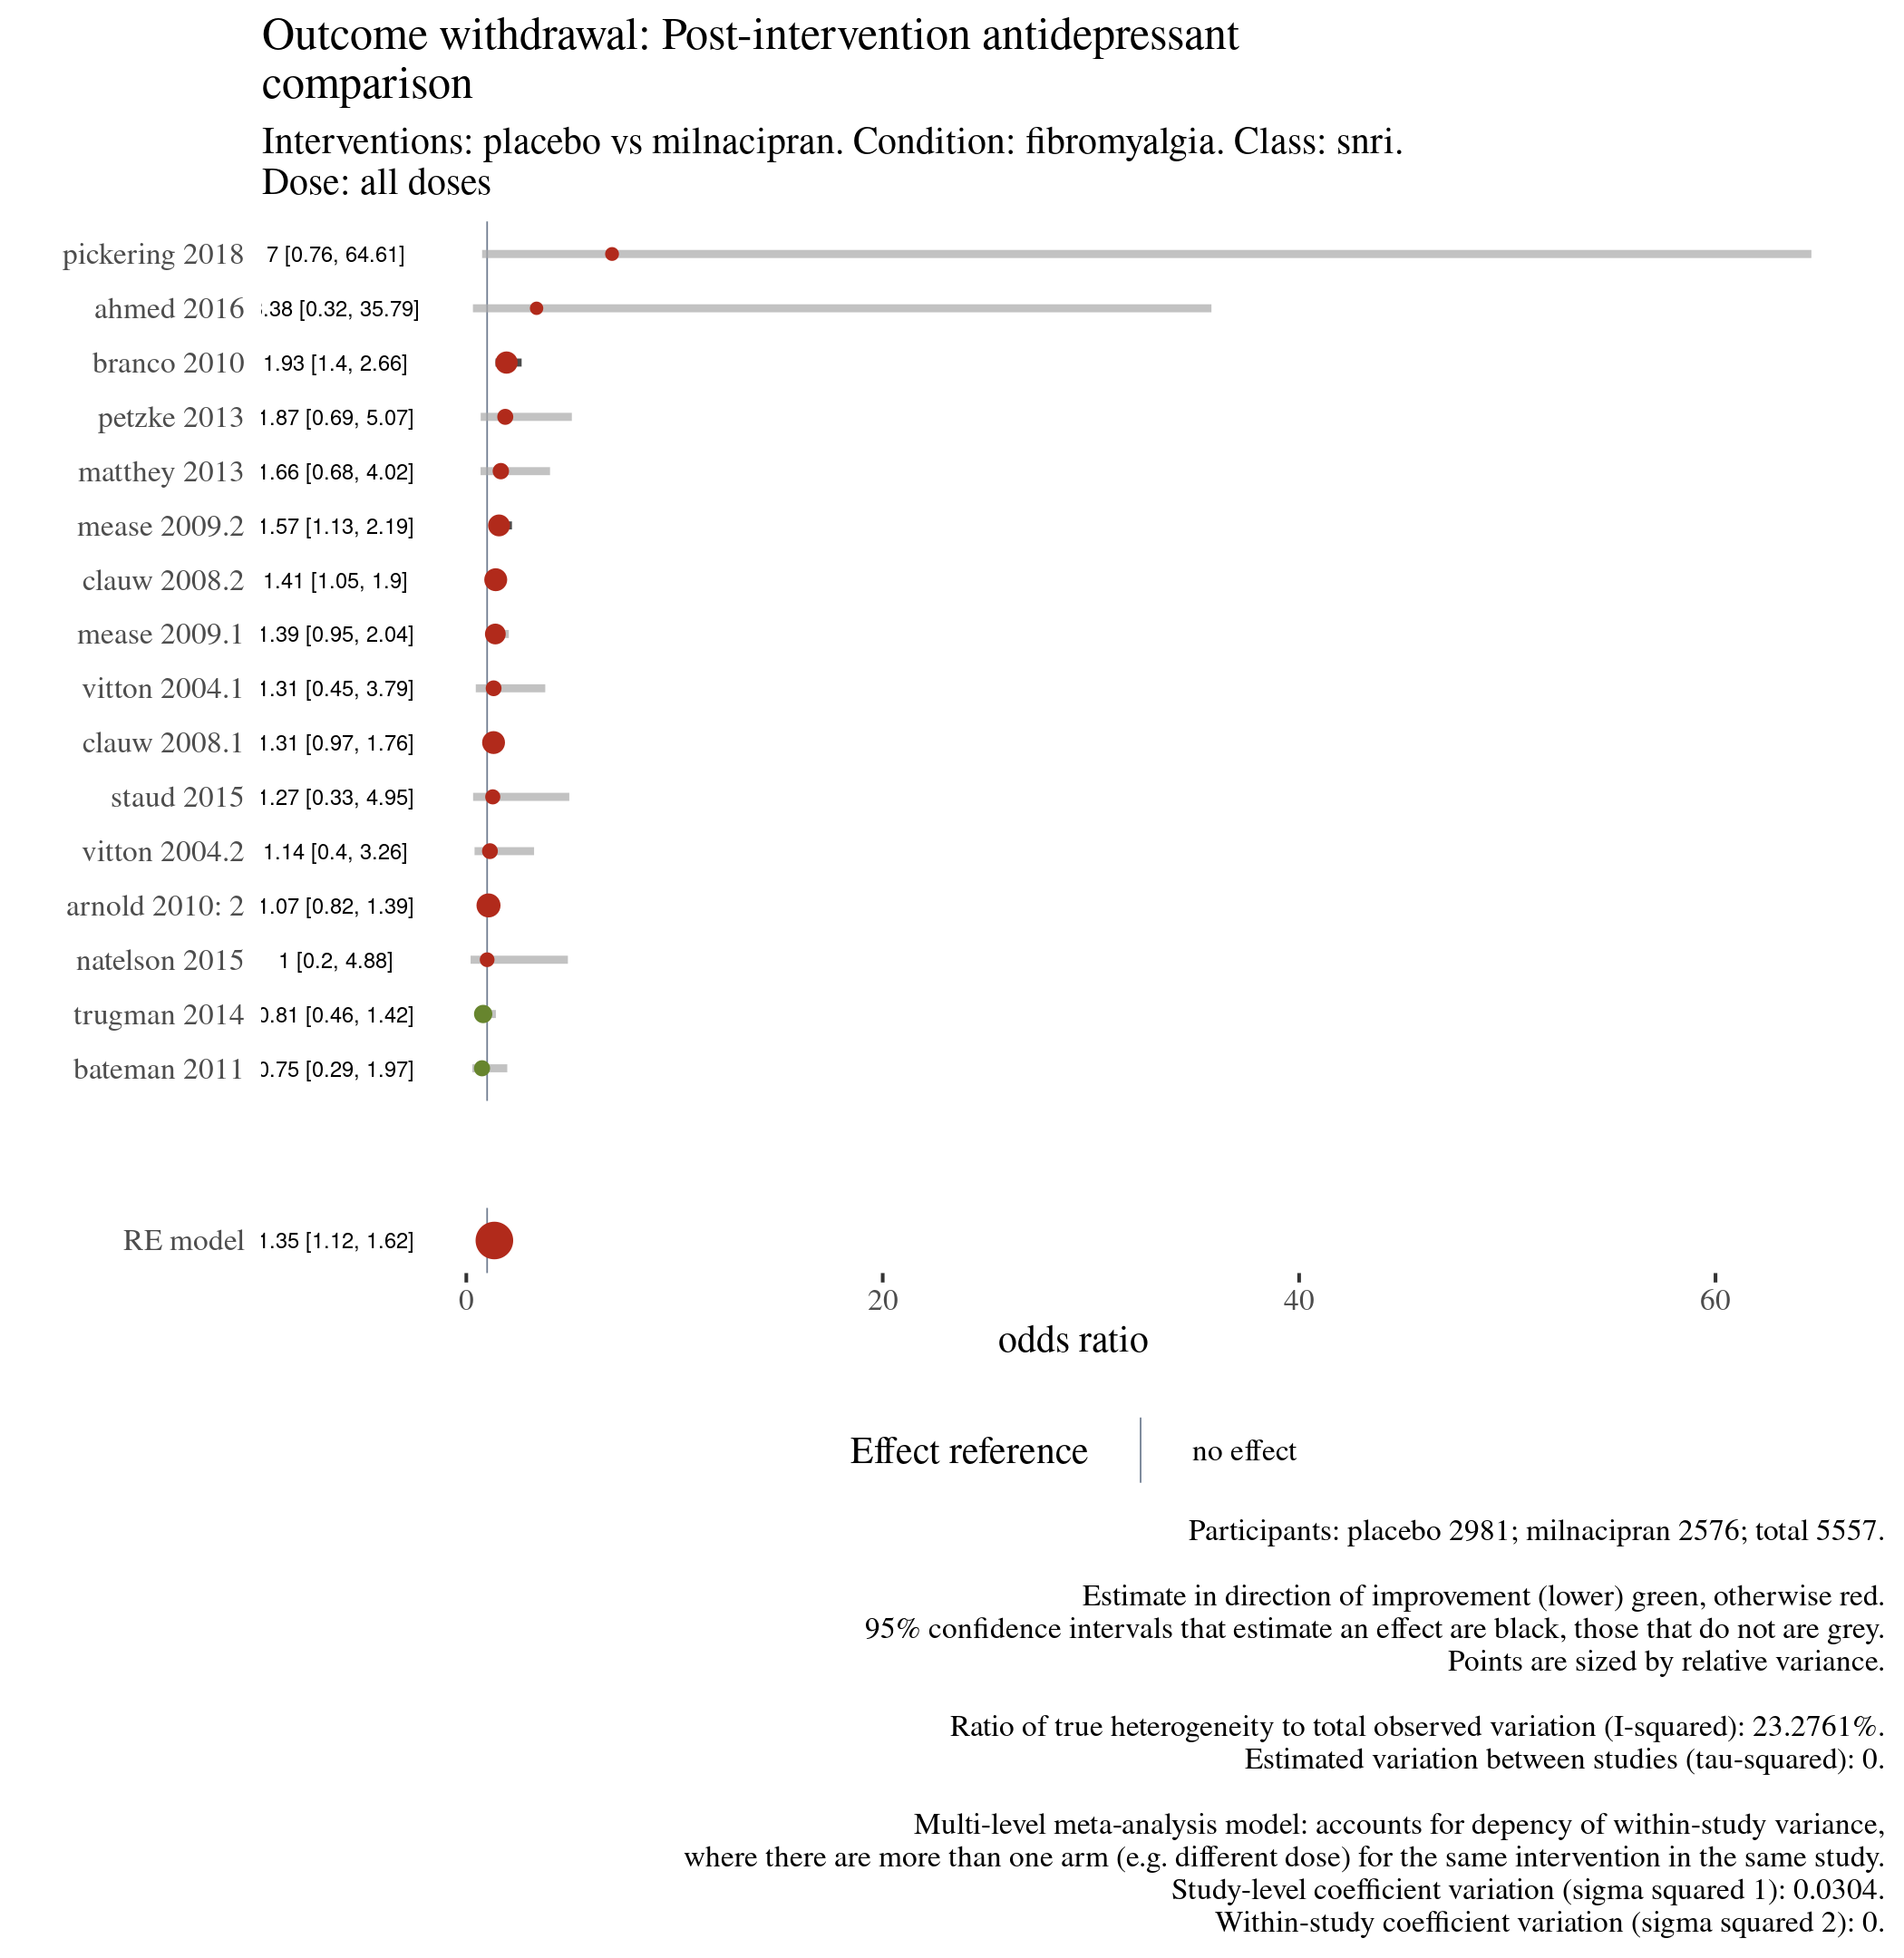 Outcome withdrawal: Post-intervention antidepressant
comparison
Interventions: placebo vs milnacipran. Condition: fibromyalgia. Class: snri.
Dose: all doses
pickering 2018 7 [0.76, 64.61]
ahmed 2016 .38 [0.32, 35.79]
branco 2010 1.93 [1.4, 2.66]
petzke 2013 1.87 [0.69, 5.07]
matthey 2013 1.66 [0.68, 4.02]
mease 2009.2 1.57 [1.13, 2.19]
clauw 2008.2 1.41 [1.05, 1.9]
mease 2009.1 1.39 [0.95, 2.04]
vitton 2004.1 1.31 [0.45, 3.79]
clauw 2008.1 1.31 [0.97, 1.76]
staud 2015 1.27 [0.33, 4.95]
vitton 2004.2 1.14 [0.4, 3.26]
arnold 2010: 2 1.07 [0.82, 1.39]
natelson 2015 1 [0.2, 4.88]
trugman 2014 0.81 [0.46, 1.42]
bateman 2011 0.75 [0.29, 1.97]
RE model 1.35 [1.12, 1.62]
0 20 40 60
odds ratio
Effect reference no effect
Participants: placebo 2981; milnacipran 2576; total 5557.
Estimate in direction of improvement (lower) green, otherwise red.
95% confidence intervals that estimate an effect are black, those that do not are grey.
Points are sized by relative variance.
Ratio of true heterogeneity to total observed variation (I-squared): 23.2761%.
Estimated variation between studies (tau-squared): 0.
Multi-level meta-analysis model: accounts for depency of within-study variance,
where there are more than one arm (e.g. different dose) for the same intervention in the same study.
Study-level coefficient variation (sigma squared 1): 0.0304.
Within-study coefficient variation (sigma squared 2): 0.